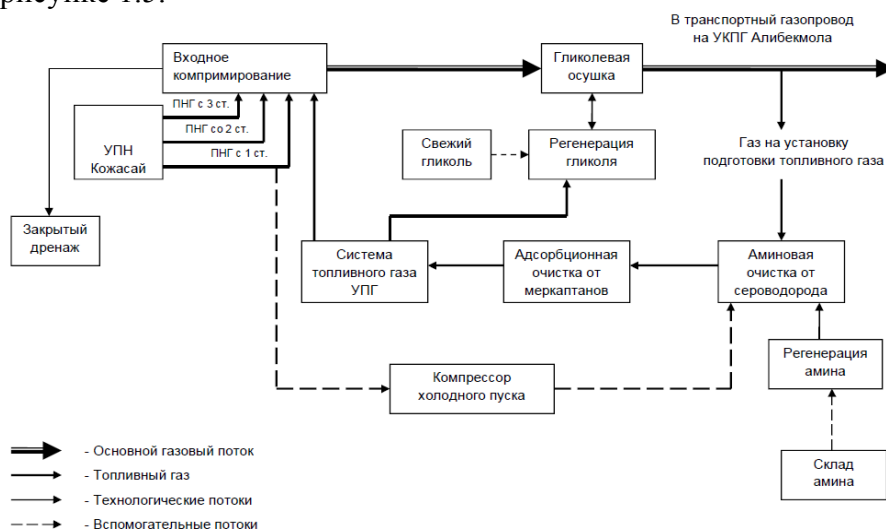 рисунке 1.3.
В транспортный газопровод
на УКПГ Алибекмола
Входное
компримирование
Гликолевая
осушка
ПНГ с 3 ст.
ПНГ со 2 ст.
ПНГ с 1 ст.
УПН
Кожасай
Свежий
гликоль
Регенерация
гликоля
Газ на установку
подготовки топливного газа
Закрытый
дренаж
Система
топливного газа
УПГ
Адсорбционная
очистка от
меркаптанов
Аминовая
очистка от
сероводорода
Компрессор
холодного пуска
Регенерация
амина
Склад
амина
- Основной газовый поток
- Топливный газ
- Технологические потоки
- Вспомогательные потоки